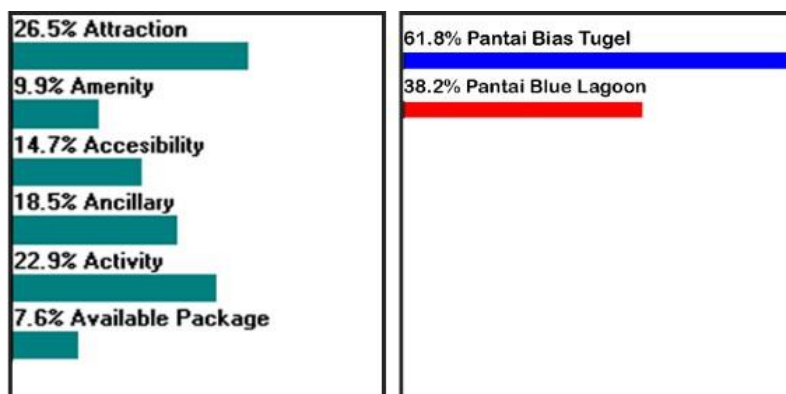 26.5% Attraction
9.9% Amenity
14.7% Accesibility
18.5% Ancillary
22.9% Activity
7.6% Available Package
61.8% Pantai Bias Tugel
38.2% Pantai Blue Lagoon